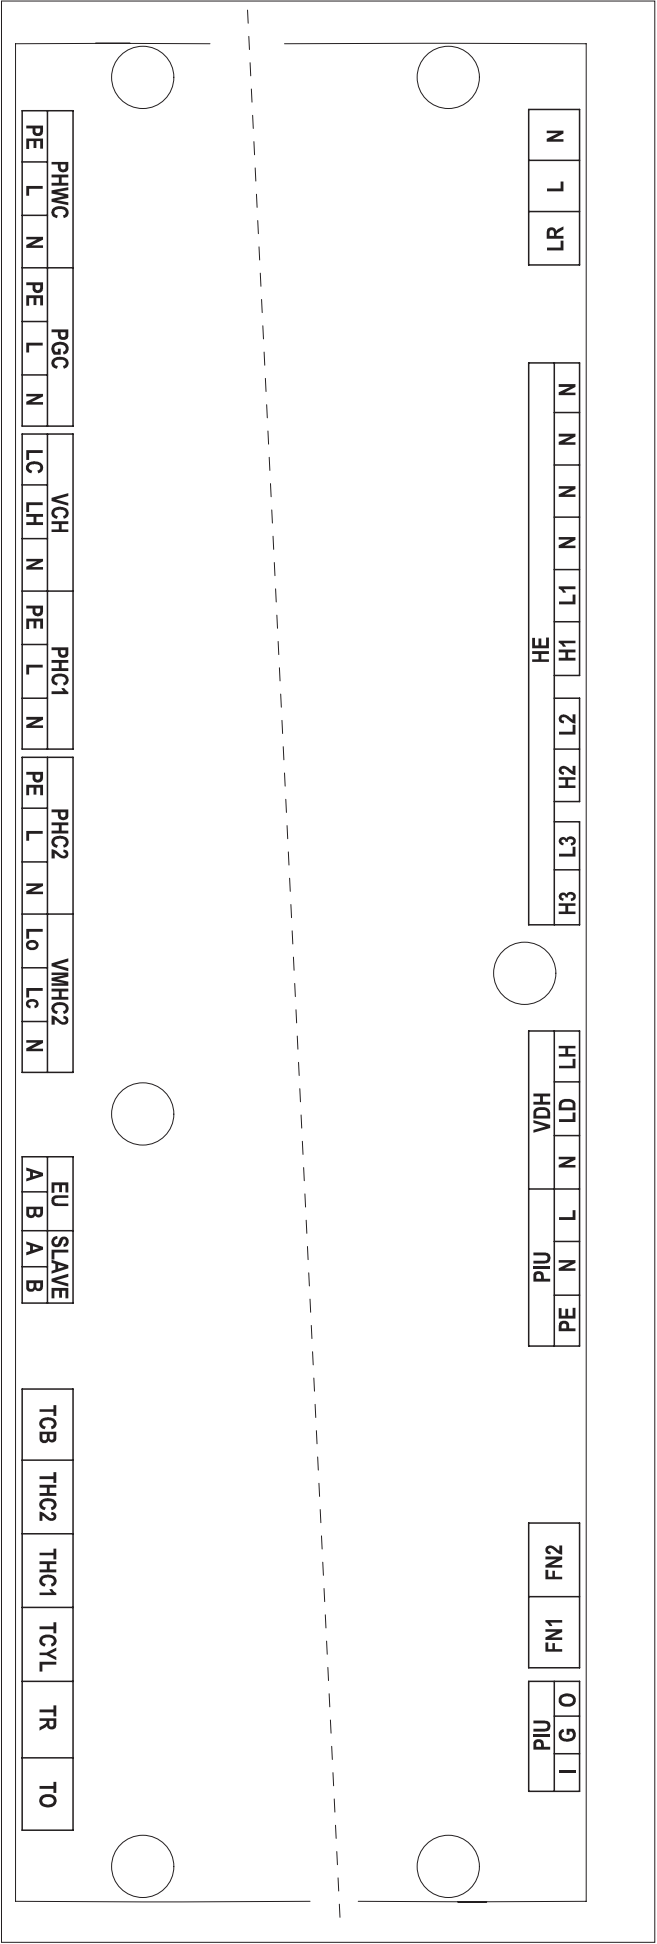 PHWC PGC
PE L N PE L N
VCH PHC1
LC LH N PE L N
PHC2 VMHC2
PE L N Lo Lc N
EU SLAVE
A B A B
TCB THC2 THC1 TCYL TR TO
N L LR
N N N N L1 H1 L2 H2 L3 H3
HE
LH LD N L N PE
VDH PIU
FN2 FN1
O G I
PIU